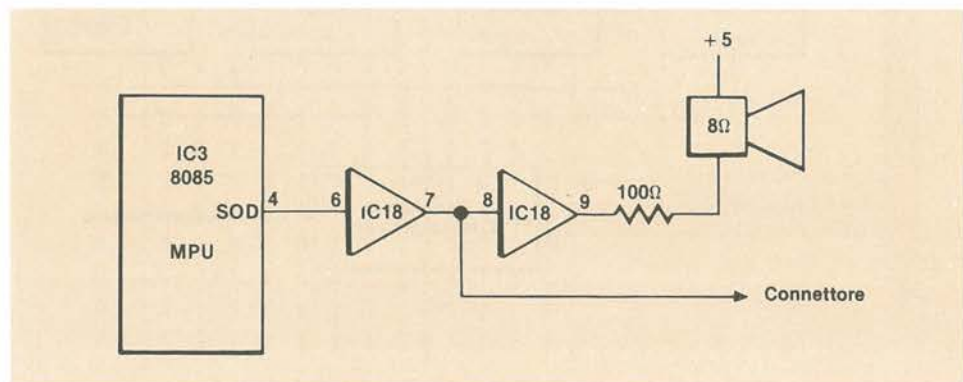 + 5
8Ω
IC3
8085
SOD
4
MPU
6
IC18
7
8
IC18
9
100Ω
Connettore